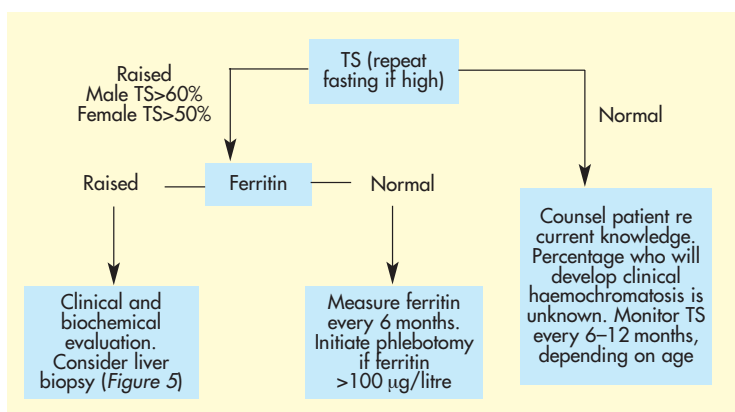 TS (repeat
fasting if high)
Raised
Male TS>60%
Female TS>50%
Normal
Raised
Ferritin
Normal
Clinical and
biochemical
evaluation.
Consider liver
biopsy (Figure 5)
Measure ferritin
every 6 months.
Initiate phlebotomy
if ferritin
>100 µg/litre
Counsel patient re
current knowledge.
Percentage who will
develop clinical
haemochromatosis is
unknown. Monitor TS
every 6–12 months,
depending on age